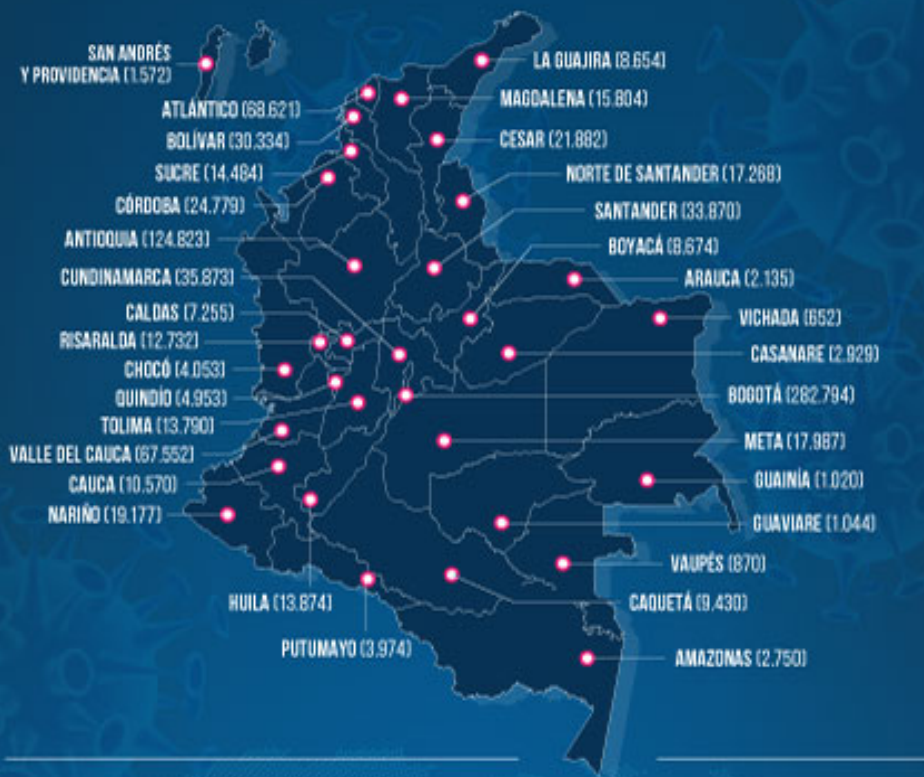 SAN ANDRÉS
Y PROVIDENCIA (1.572)
ATLÁNTICO (68.621)
BOLÍVAR (30.334)
SUCRE (14.484)
CÓRDOBA (24.779)
ANTIOQUIA (124.823)
CUNDINAMARCA (35.873)
CALDAS (7.255)
RISARALDA (12.732)
CHOCÓ (4.053)
QUINDÍO (4.953)
TOLIMA (13.790)
VALLE DEL CAUCA (67.552)
CAUCA (10.570)
NARIÑO (19.177)
HUILA (13.874)
PUTUMAYO (3.974)
LA GUAJIRA (8.654)
MAGDALENA (15.804)
CESAR (21.882)
NORTE DE SANTANDER (17.268)
SANTANDER (33.870)
BOYACÁ (8.674)
ARAUCA (2.135)
VICHADA (652)
CASANARE (2.929)
BOGOTÁ (282.794)
META (17.987)
GUAINÍA (1.020)
GUAVIARE (1.044)
VAUPÉS (870)
CAQUETÁ (9.430)
AMAZONAS (2.750)